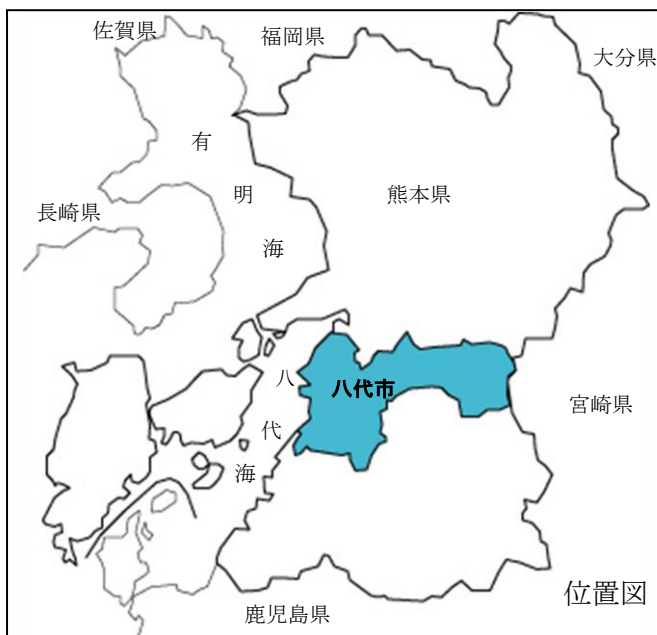 佐賀県
福岡県
大分県
有明海
長崎県
熊本県
八代海
八代市
宮崎県
鹿児島県
位置図